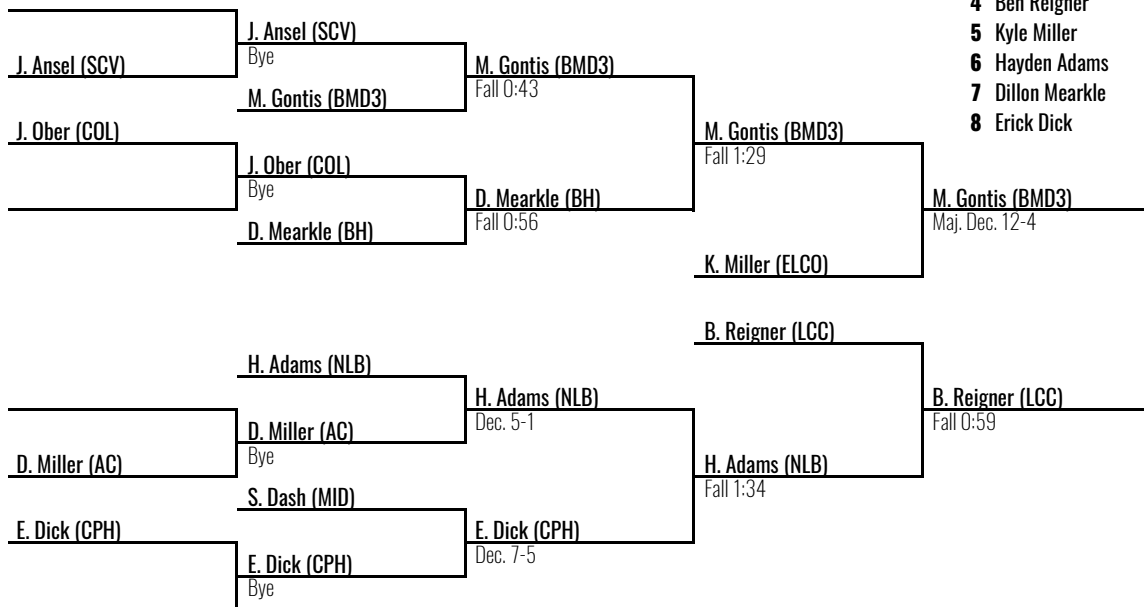 4 Ben Reigner
5 Kyle Miller
6 Hayden Adams
7 Dillon Mearkle
8 Erick Dick
J. Ansel (SCV)
J. Ansel (SCV)
Bye
M. Gontis (BMD3)
M. Gontis (BMD3)
Fall 0:43
J. Ober (COL)
J. Ober (COL)
Bye
D. Mearkle (BH)
D. Mearkle (BH)
Fall 0:56
M. Gontis (BMD3)
Fall 1:29
K. Miller (ELCO)
M. Gontis (BMD3)
Maj. Dec. 12-4
B. Reigner (LCC)
H. Adams (NLB)
D. Miller (AC)
D. Miller (AC)
Bye
H. Adams (NLB)
Dec. 5-1
S. Dash (MID)
E. Dick (CPH)
E. Dick (CPH)
Bye
E. Dick (CPH)
Dec. 7-5
H. Adams (NLB)
Fall 1:34
B. Reigner (LCC)
Fall 0:59